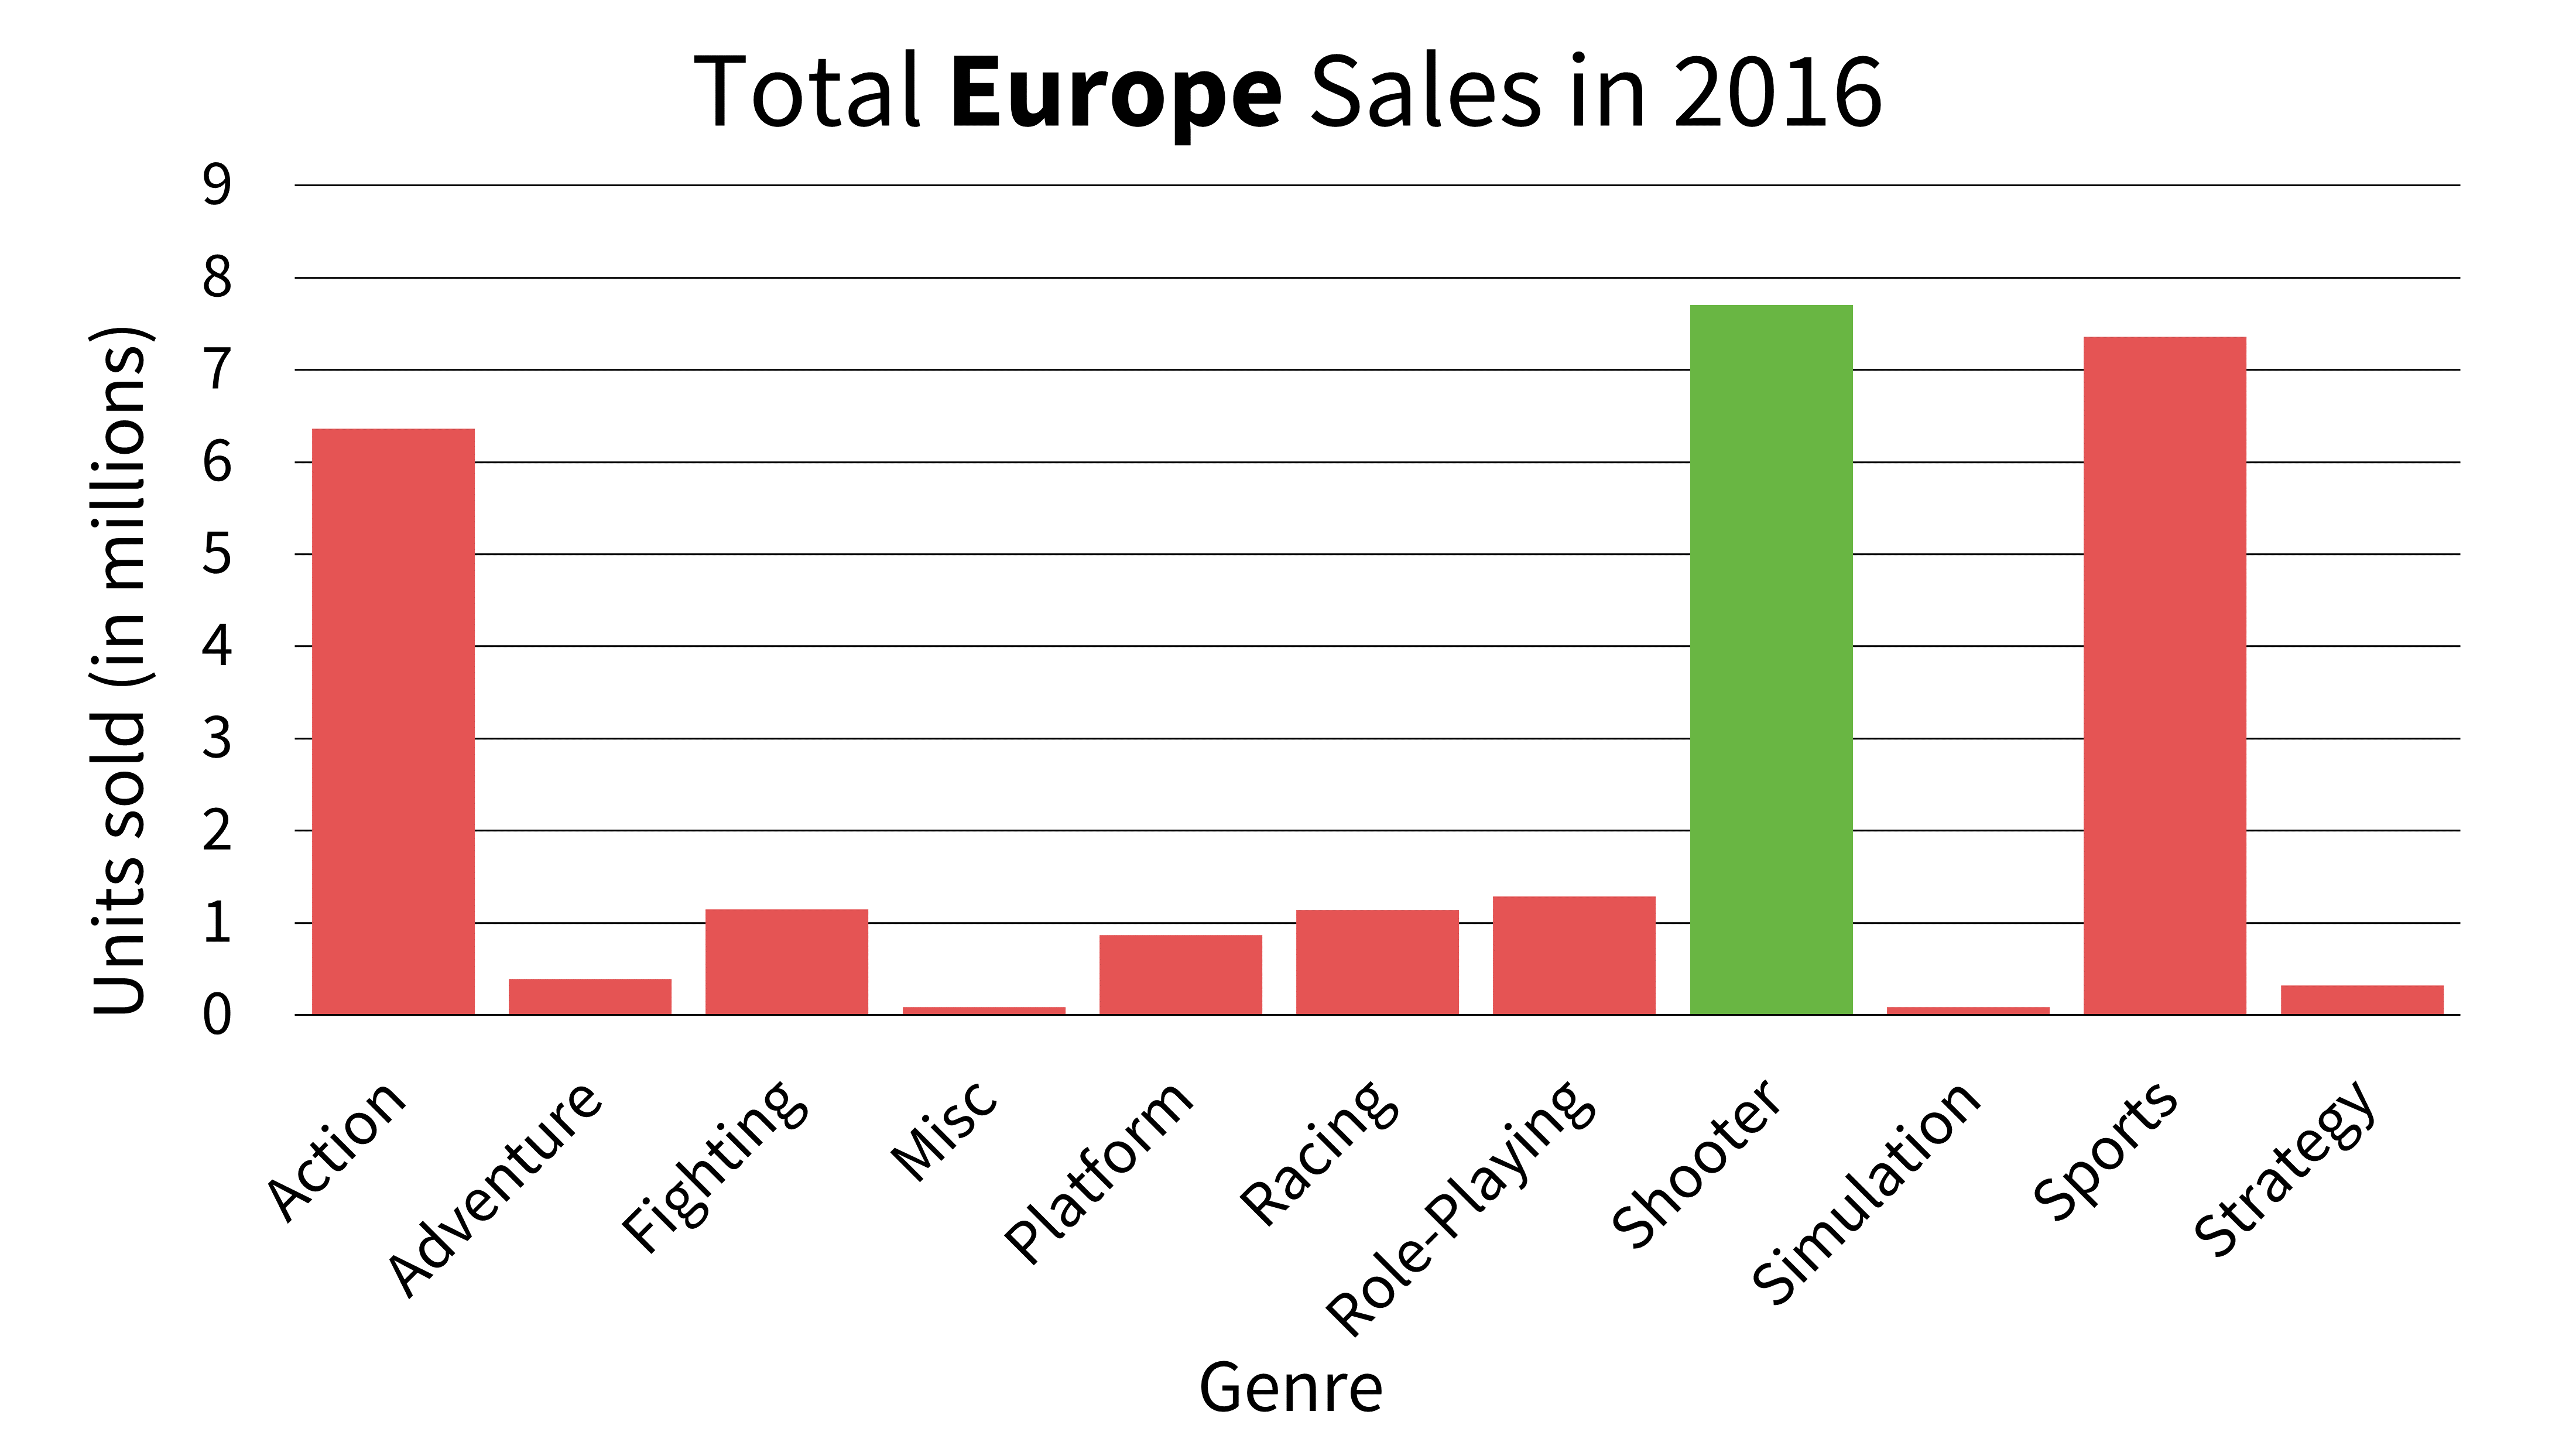 Total Europe Sales in 2016
Units sold (in millions)
9
8
7
6
5
4
3
2
1
0
Action
Adventure
Fighting
Misc
Platform
Racing
Role-Playing
Shooter
Simulation
Sports
Strategy
Genre